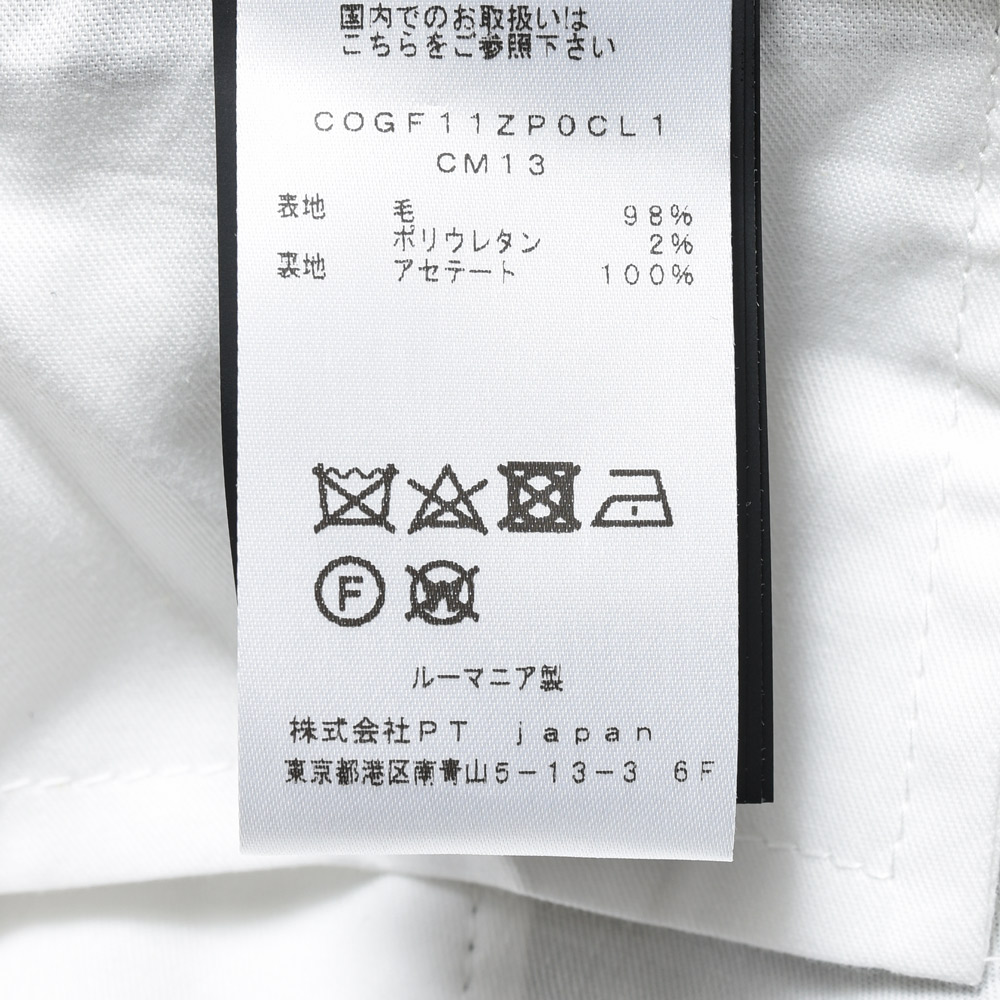 国内でのお取扱いは
こちらをご参照下さい
COGF11ZP0CL1
CM13
表地 毛 98%
ポリウレタン 2%
裏地 アセテート 100%
F W
ルーマニア製
株式会社PT japan
東京都港区南青山5-13-3 6F